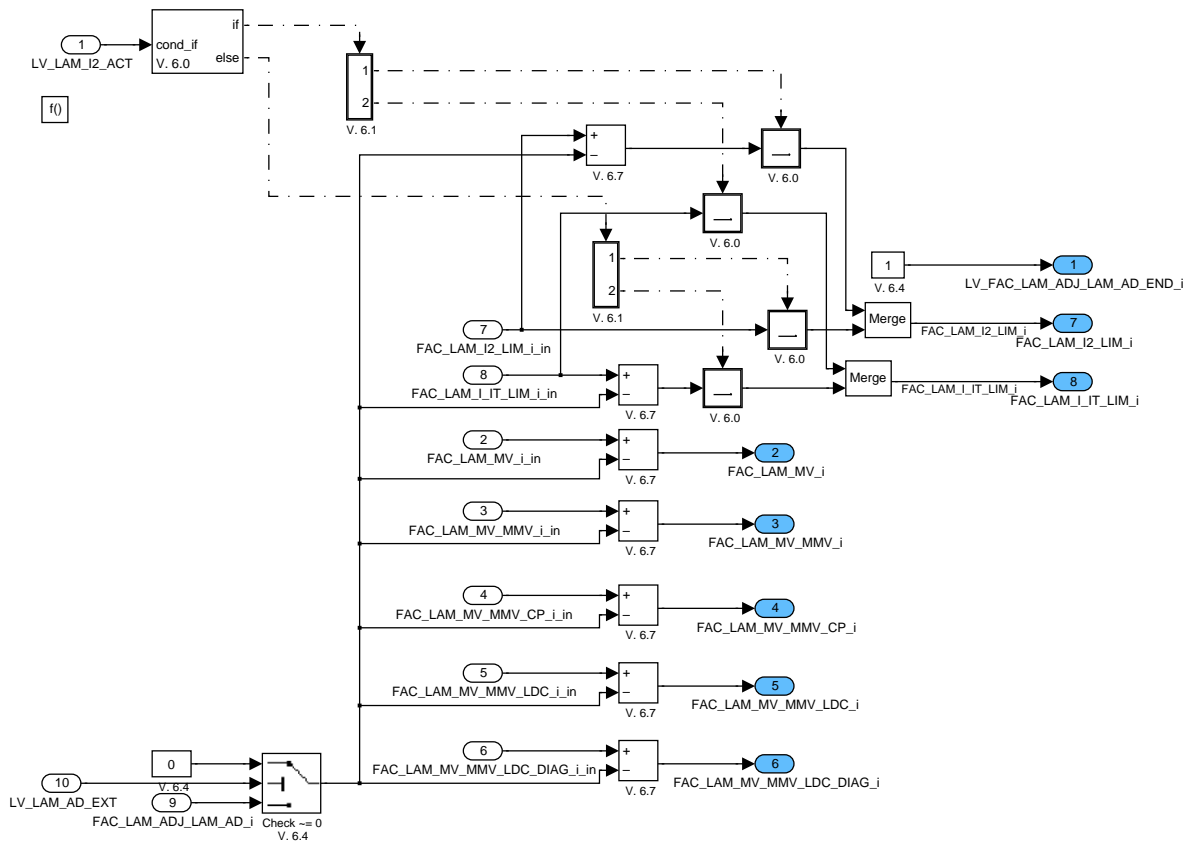 if
1
cond_if
else
LV_LAM_I2_ACT
V. 6.0
1
f()
2
V. 6.1
+
–
V. 6.7
V. 6.0
V. 6.0
1
1
1
V. 6.4
LV_FAC_LAM_ADJ_LAM_AD_END_i
2
V. 6.1
7
FAC_LAM_I2_LIM_i_in
Merge
FAC_LAM_I2_LIM_i
7
FAC_LAM_I2_LIM_i
V. 6.0
8
FAC_LAM_I_IT_LIM_i_in
+
–
V. 6.7
V. 6.0
Merge
FAC_LAM_I_IT_LIM_i
8
FAC_LAM_I_IT_LIM_i
2
FAC_LAM_MV_i_in
+
–
V. 6.7
2
FAC_LAM_MV_i
3
FAC_LAM_MV_MMV_i_in
+
–
V. 6.7
3
FAC_LAM_MV_MMV_i
4
FAC_LAM_MV_MMV_CP_i_in
+
–
V. 6.7
4
FAC_LAM_MV_MMV_CP_i
5
FAC_LAM_MV_MMV_LDC_i_in
+
–
V. 6.7
5
FAC_LAM_MV_MMV_LDC_i
6
FAC_LAM_MV_MMV_LDC_DIAG_i_in
+
–
V. 6.7
6
FAC_LAM_MV_MMV_LDC_DIAG_i
0
V. 6.4
10
LV_LAM_AD_EXT
9
FAC_LAM_ADJ_LAM_AD_i
Check ~= 0
V. 6.4